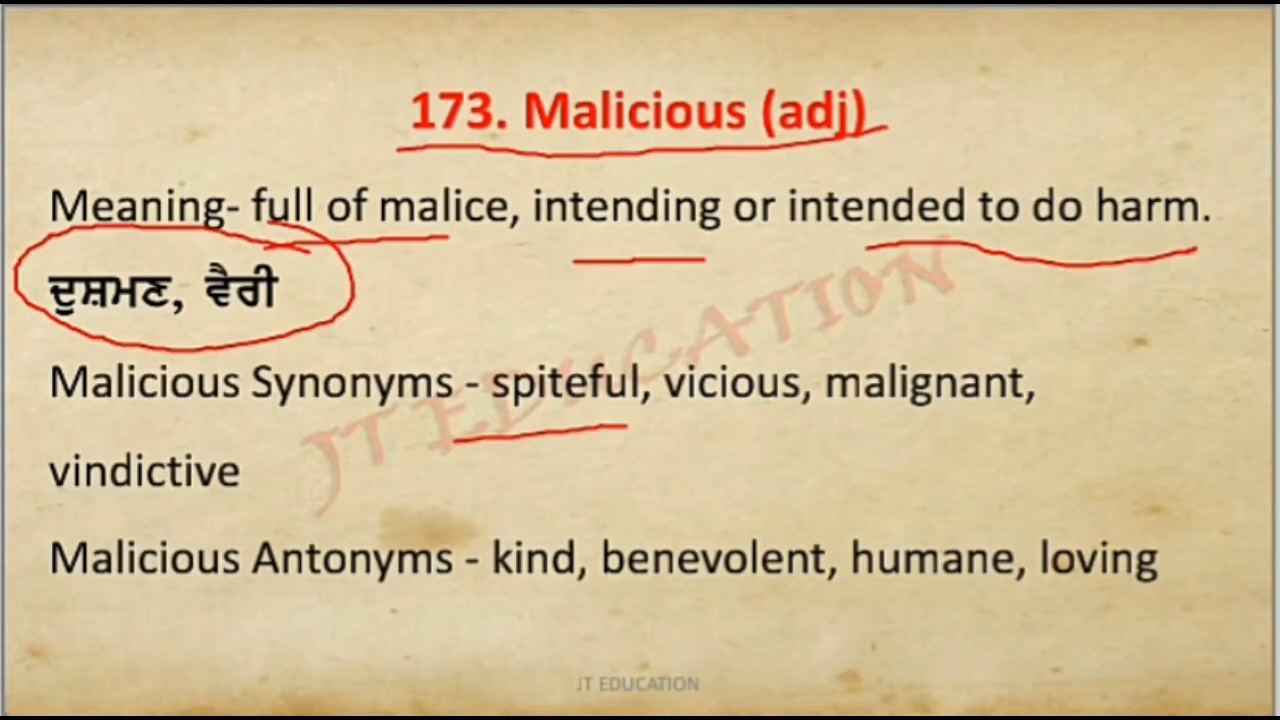 173. Malicious (adj)
Meaning- full of malice, intending or intended to do harm.
ਦੁਸ਼ਮਣ, ਵੈਰੀ
Malicious Synonyms - spiteful, vicious, malignant,
vindictive
Malicious Antonyms - kind, benevolent, humane, loving
JT EDUCATION
JT EDUCATION